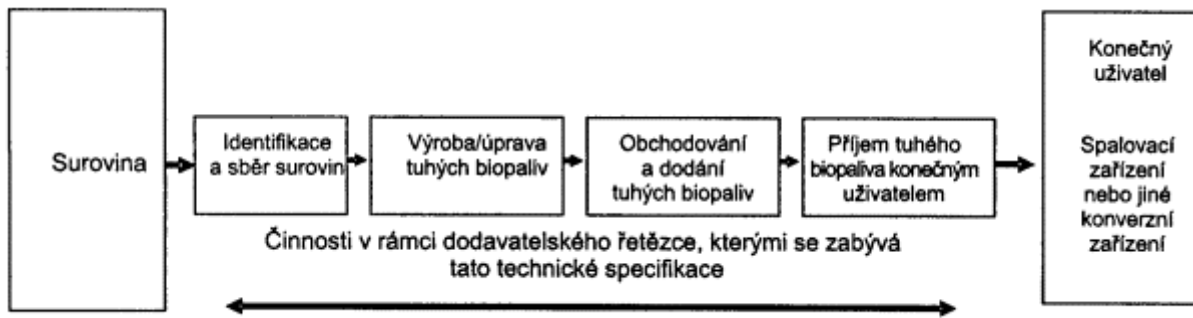 Surovina
Identifikace
a sběr surovin
Výroba/úprava
tuhých biopaliv
Obchodování
a dodání
tuhých biopaliv
Příjem tuhého
biopaliva konečným
uživatelem
Konečný
uživatel
Spalovací
zařízení
nebo jiné
konverzní
zařízení
Činnosti v rámci dodavatelského řetězce, kterými se zabývá
tato technické specifikace